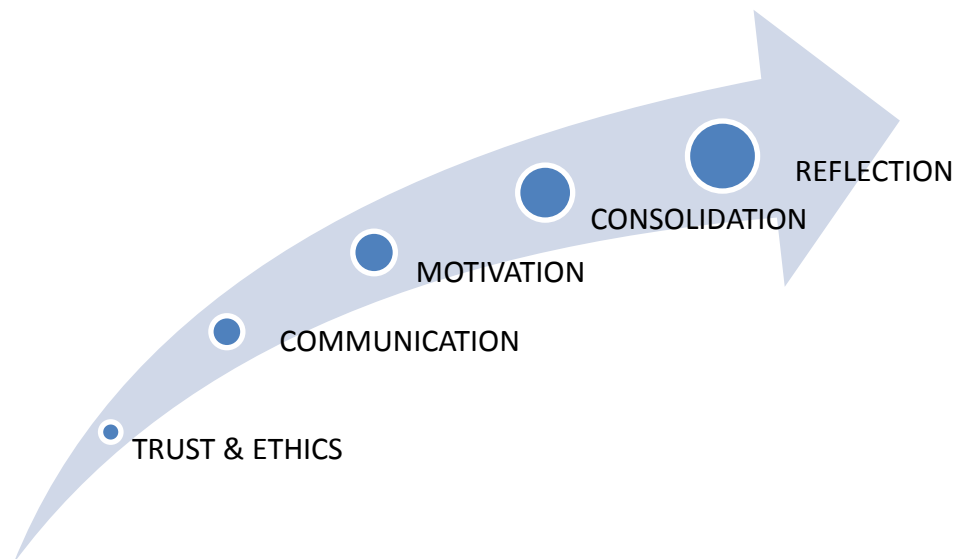 REFLECTION
CONSOLIDATION
MOTIVATION
COMMUNICATION
TRUST & ETHICS